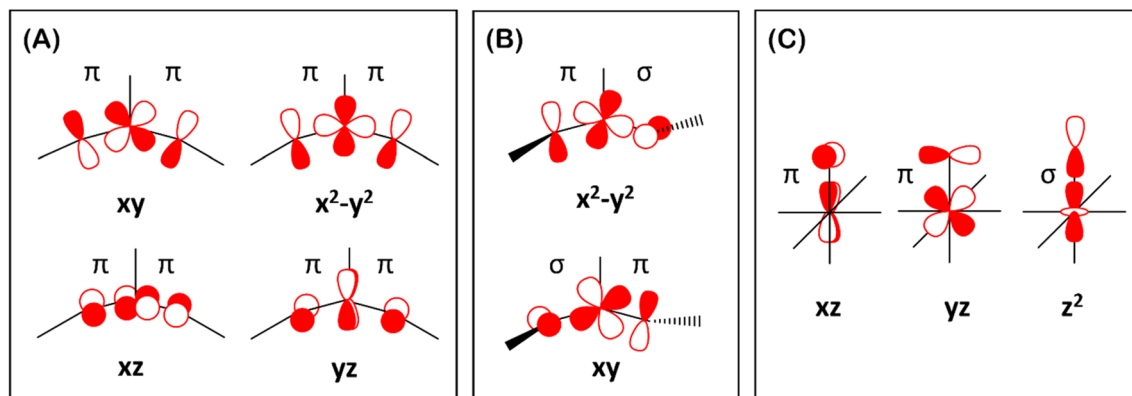 (A)
π π π π
xy x²-y²
π π π π
xz yz
(B)
π σ
x²-y²
σ π
xy
(C)
π π σ
xz yz z²